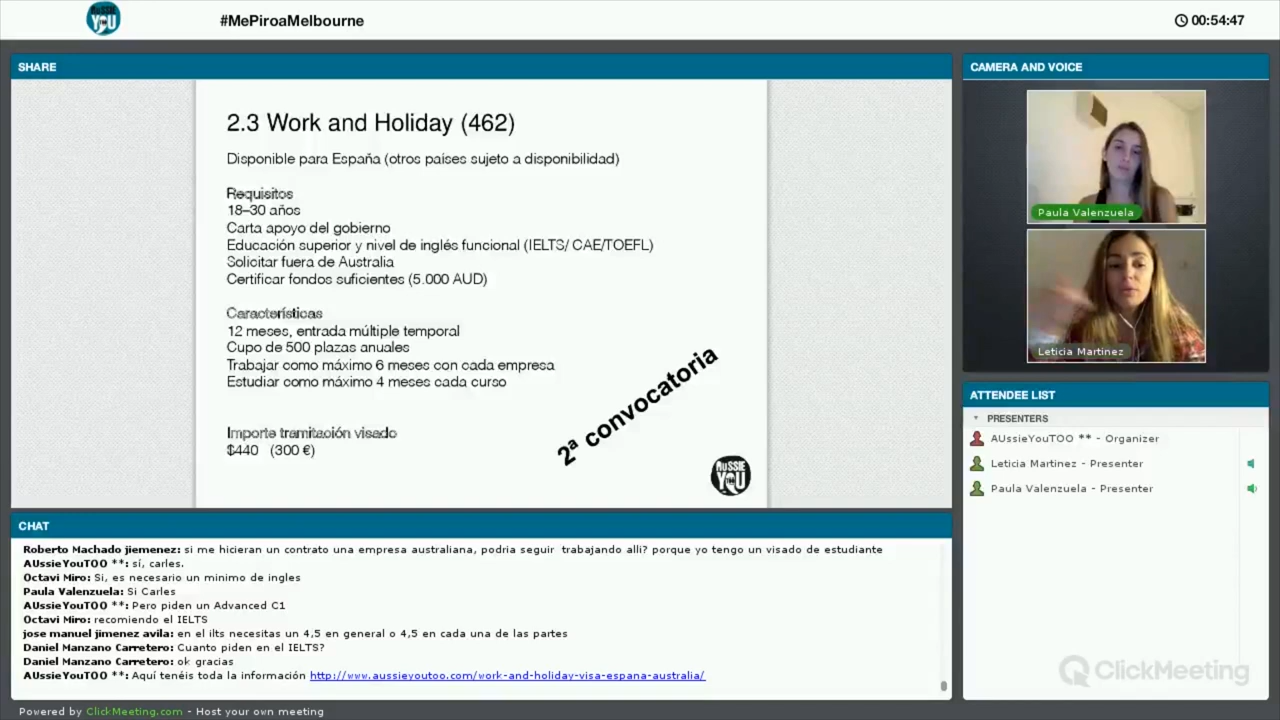 AUSSIE
YOU
TOO
#MePiroaMelbourne
00:54:47
SHARE
2.3 Work and Holiday (462)
Disponible para España (otros países sujeto a disponibilidad)
Requisitos
18–30 años
Carta apoyo del gobierno
Educación superior y nivel de inglés funcional (IELTS/ CAE/TOEFL)
Solicitar fuera de Australia
Certificar fondos suficientes (5.000 AUD)
Características
12 meses, entrada múltiple temporal
Cupo de 500 plazas anuales
Trabajar como máximo 6 meses con cada empresa
Estudiar como máximo 4 meses cada curso
Importe tramitación visado
$440 (300 €)
2ª convocatoria
AUSSIE
YOU
TOO
CAMERA AND VOICE
Paula Valenzuela
Leticia Martinez
ATTENDEE LIST
PRESENTERS
AUssieYouTOO ** - Organizer
Leticia Martinez - Presenter
Paula Valenzuela - Presenter
CHAT
Roberto Machado jiemenez: si me hicieran un contrato una empresa australiana, podria seguir trabajando alli? porque yo tengo un visado de estudiante
AUssieYouTOO **: sí, carles.
Octavi Miro: Si, es necesario un minimo de ingles
Paula Valenzuela: Si Carles
AUssieYouTOO **: Pero piden un Advanced C1
Octavi Miro: recomiendo el IELTS
jose manuel jimenez avila: en el ilts necesitas un 4,5 en general o 4,5 en cada una de las partes
Daniel Manzano Carretero: Cuanto piden en el IELTS?
Daniel Manzano Carretero: ok gracias
AUssieYouTOO **: Aquí tenéis toda la información http://www.aussieyoutoo.com/work-and-holiday-visa-espana-australia/
ClickMeeting
Powered by ClickMeeting.com - Host your own meeting